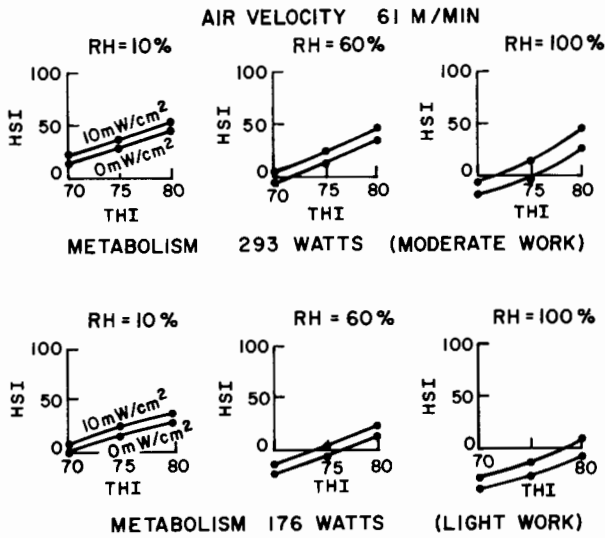 AIR VELOCITY 61 M/MIN
RH=10% RH=60% RH=100%
100 100 100
HSI 50 HSI 50 HSI 50
10mW/cm²
0mW/cm²
0 0 0
70 75 80 70 75 80 70 75 80
THI THI THI
METABOLISM 293 WATTS (MODERATE WORK)
RH=10% RH=60% RH=100%
100 100 100
HSI 50 HSI 50 HSI 50
10mW/cm²
0mW/cm²
0 0 0
70 75 80 70 75 80 70 75 80
THI THI THI
METABOLISM 176 WATTS (LIGHT WORK)